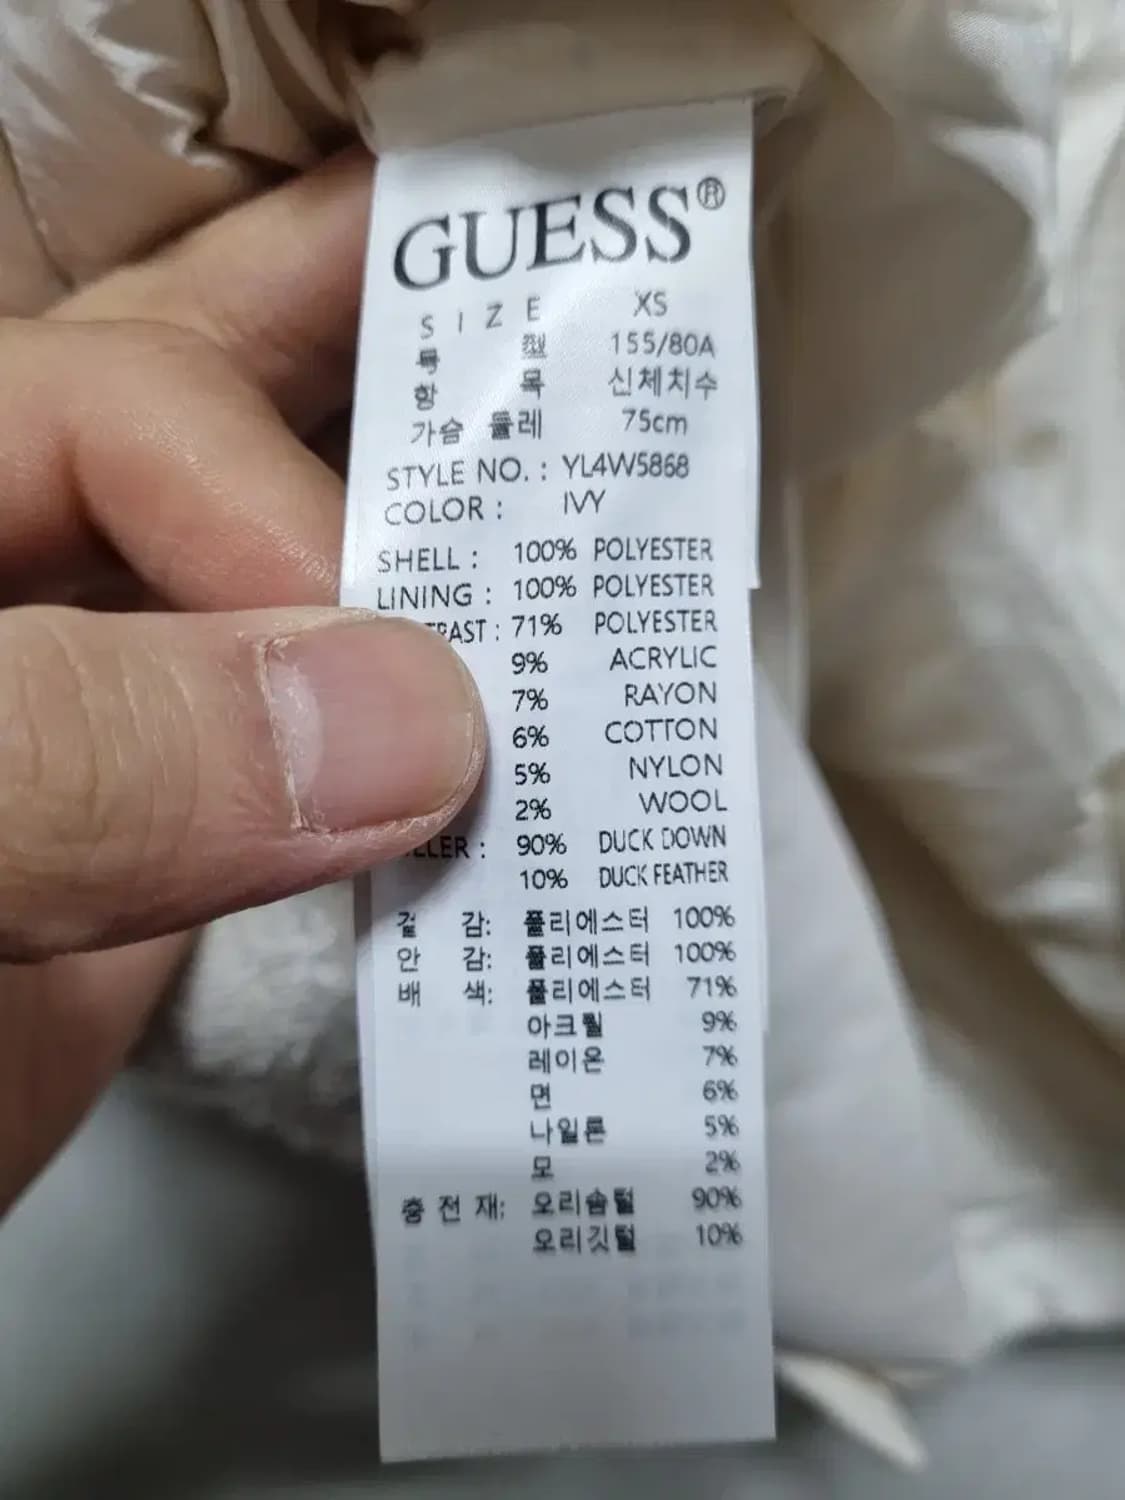 GUESS®
SIZE XS
号 型 155/80A
항 목 신체치수
가슴 둘레 75cm
STYLE NO. : YL4W5868
COLOR : IVY
SHELL : 100% POLYESTER
LINING : 100% POLYESTER
71% POLYESTER
9% ACRYLIC
7% RAYON
6% COTTON
5% NYLON
2% WOOL
90% DUCK DOWN
10% DUCK FEATHER
겉 감: 폴리에스터 100%
안 감: 폴리에스터 100%
배 색: 폴리에스터 71%
아크릴 9%
레이온 7%
면 6%
나일론 5%
모 2%
충 전 재: 오리솜털 90%
오리깃털 10%